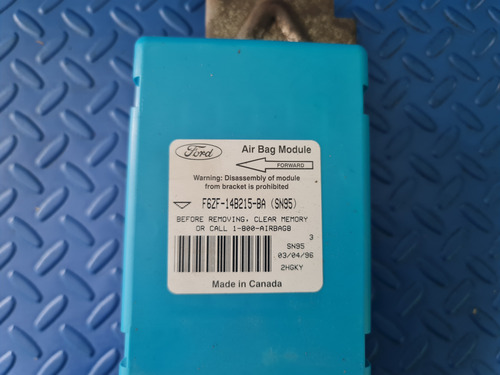 Ford
Air Bag Module
FORWARD
Warning: Disassembly of module
from bracket is prohibited
F6ZF-14B215-BA (SN95)
BEFORE REMOVING, CLEAR MEMORY
OR CALL 1-800-AIRBAG8
3
SN95
03/04/96
2HGKY
Made in Canada